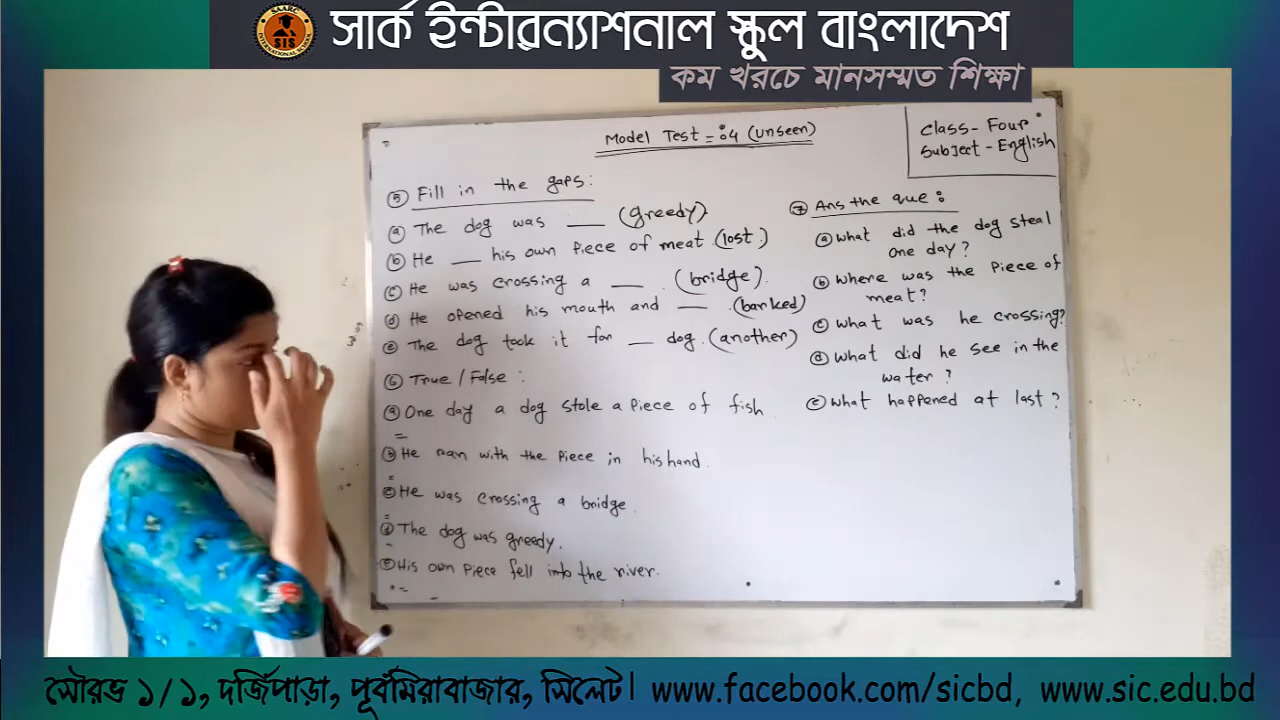 সার্ক ইন্টারন্যাশনাল স্কুল বাংলাদেশ
কম খরচে মানসম্মত শিক্ষা
SAARC
SIS
INTERNATIONAL SCHOOL
Model Test = 04 (unseen)
Class- Four
Subject - English
⑤ Fill in the gaps:
ⓐ The dog was ___ (greedy)
ⓑ He ___ his own piece of meat (lost)
ⓒ He was crossing a ___ . (bridge).
ⓓ He opened his mouth and ___ . (barked)
ⓔ The dog took it for ___ dog. (another)
⑥ True / False :
ⓐ One day a dog stole a piece of fish
ⓑ He ran with the piece in his hand.
ⓒ He was crossing a bridge.
ⓓ The dog was greedy.
ⓔ His own piece fell into the river.
⑦ Ans the que :
ⓐ What did the dog steal
one day?
ⓑ Where was the piece of
meat?
ⓒ What was he crossing?
ⓓ What did he see in the
water ?
ⓔ What happened at last ?
সৌরভ ১/১, দর্জিপাড়া, পূর্বমিরাবাজার, সিলেট। www.facebook.com/sicbd, www.sic.edu.bd